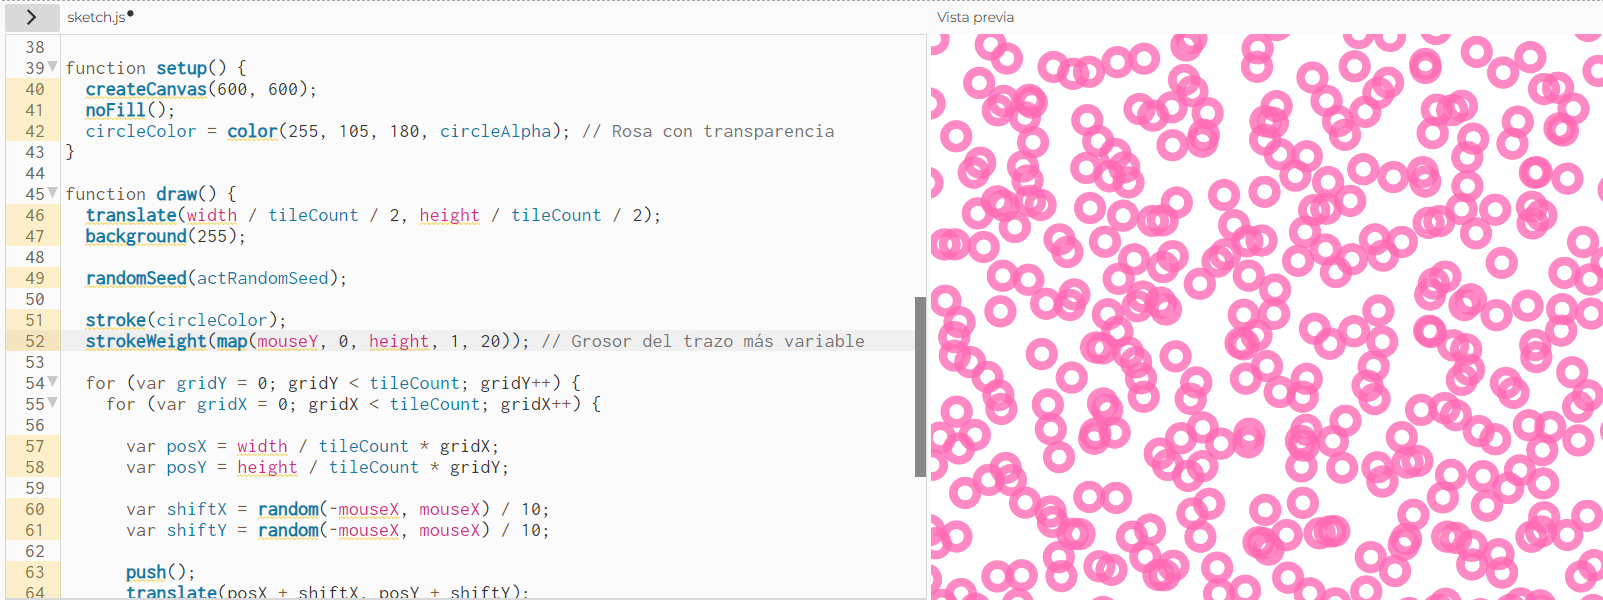 sketch.js
Vista previa
38
39 function setup() {
40 createCanvas(600, 600);
41 noFill();
42 circleColor = color(255, 105, 180, circleAlpha); // Rosa con transparencia
43 }
44
45 function draw() {
46 translate(width / tileCount / 2, height / tileCount / 2);
47 background(255);
48
49 randomSeed(actRandomSeed);
50
51 stroke(circleColor);
52 strokeWeight(map(mouseY, 0, height, 1, 20)); // Grosor del trazo más variable
53
54 for (var gridY = 0; gridY < tileCount; gridY++) {
55 for (var gridX = 0; gridX < tileCount; gridX++) {
56
57 var posX = width / tileCount * gridX;
58 var posY = height / tileCount * gridY;
59
60 var shiftX = random(-mouseX, mouseX) / 10;
61 var shiftY = random(-mouseX, mouseX) / 10;
62
63 push();
64 translate(posX + shiftX, posY + shiftY);